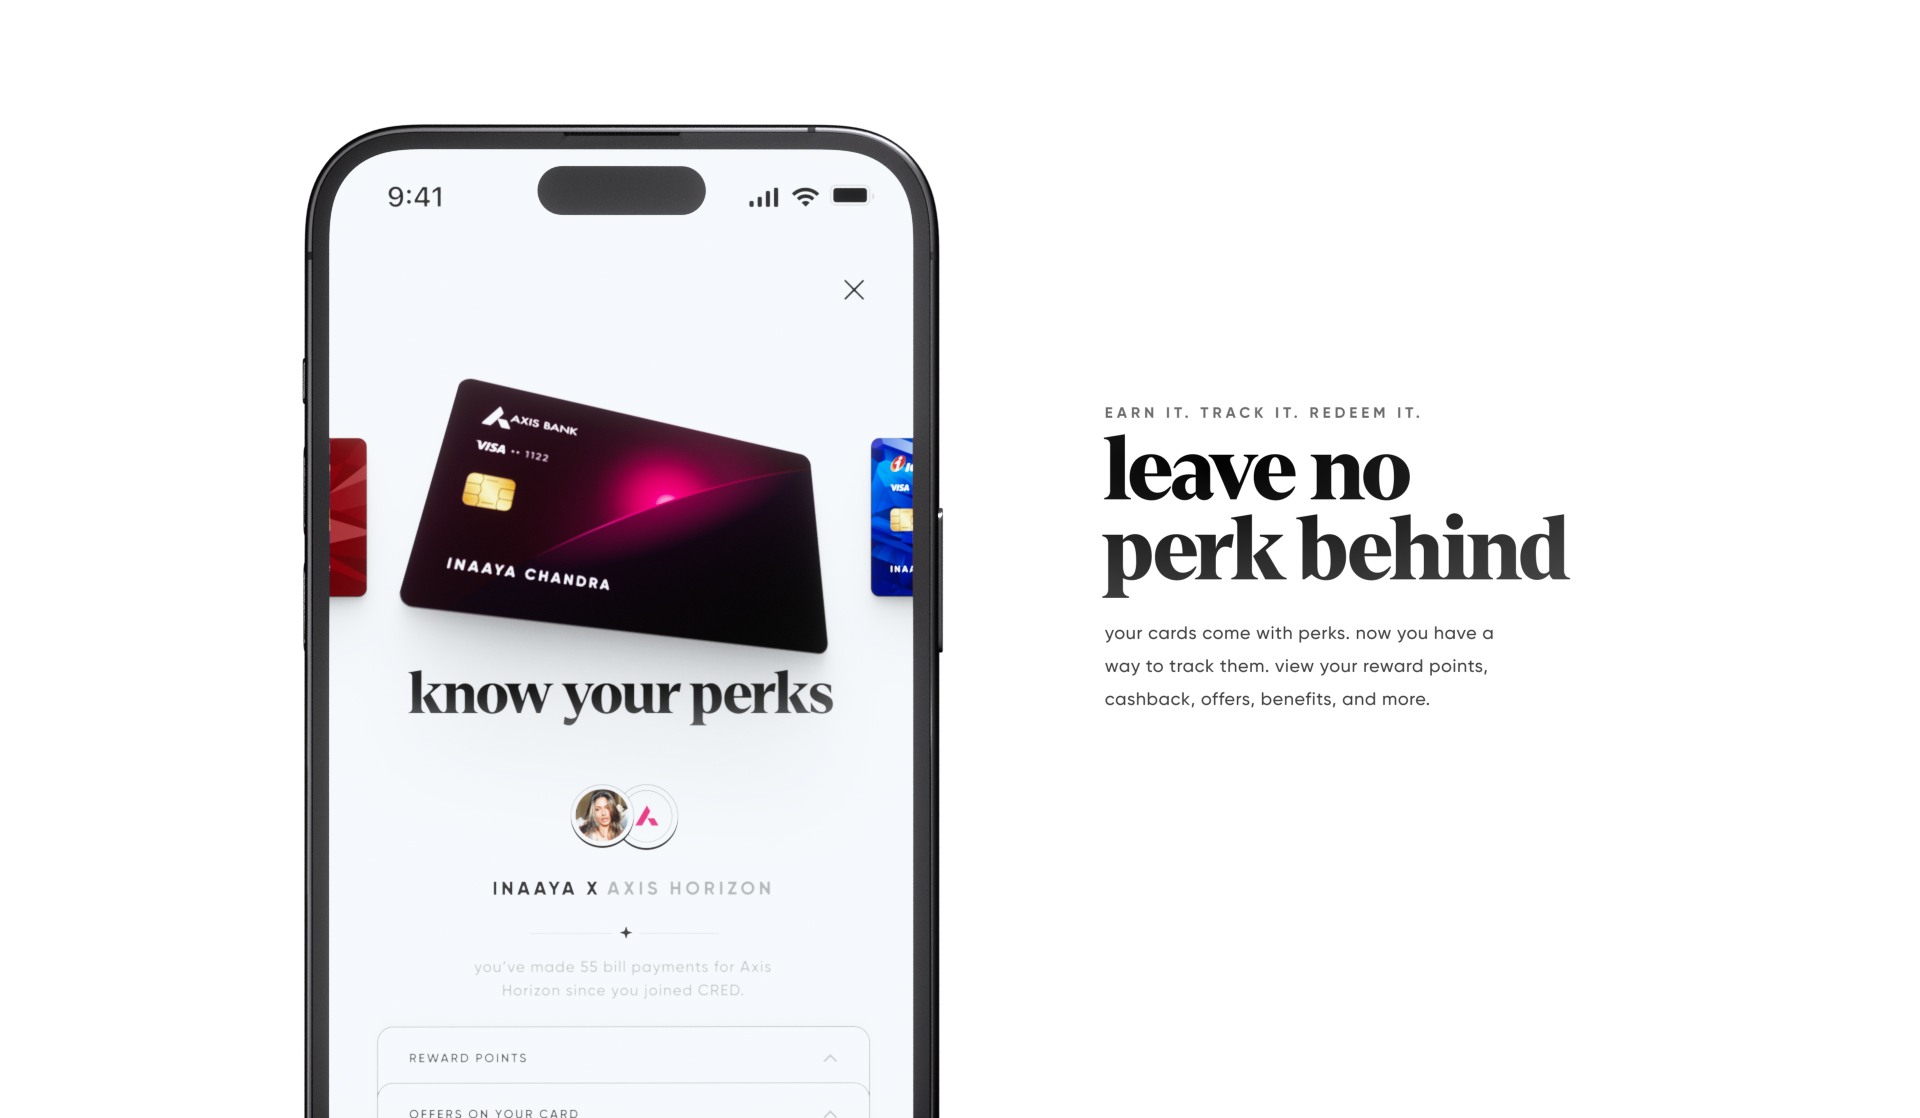 9:41
AXIS BANK
VISA •• 1122
INAAYA CHANDRA
VISA
know your perks
INAAYA X AXIS HORIZON
you've made 55 bill payments for Axis
Horizon since you joined CRED.
REWARD POINTS
OFFERS ON YOUR CARD
EARN IT. TRACK IT. REDEEM IT.
leave no
perk behind
your cards come with perks. now you have a
way to track them. view your reward points,
cashback, offers, benefits, and more.